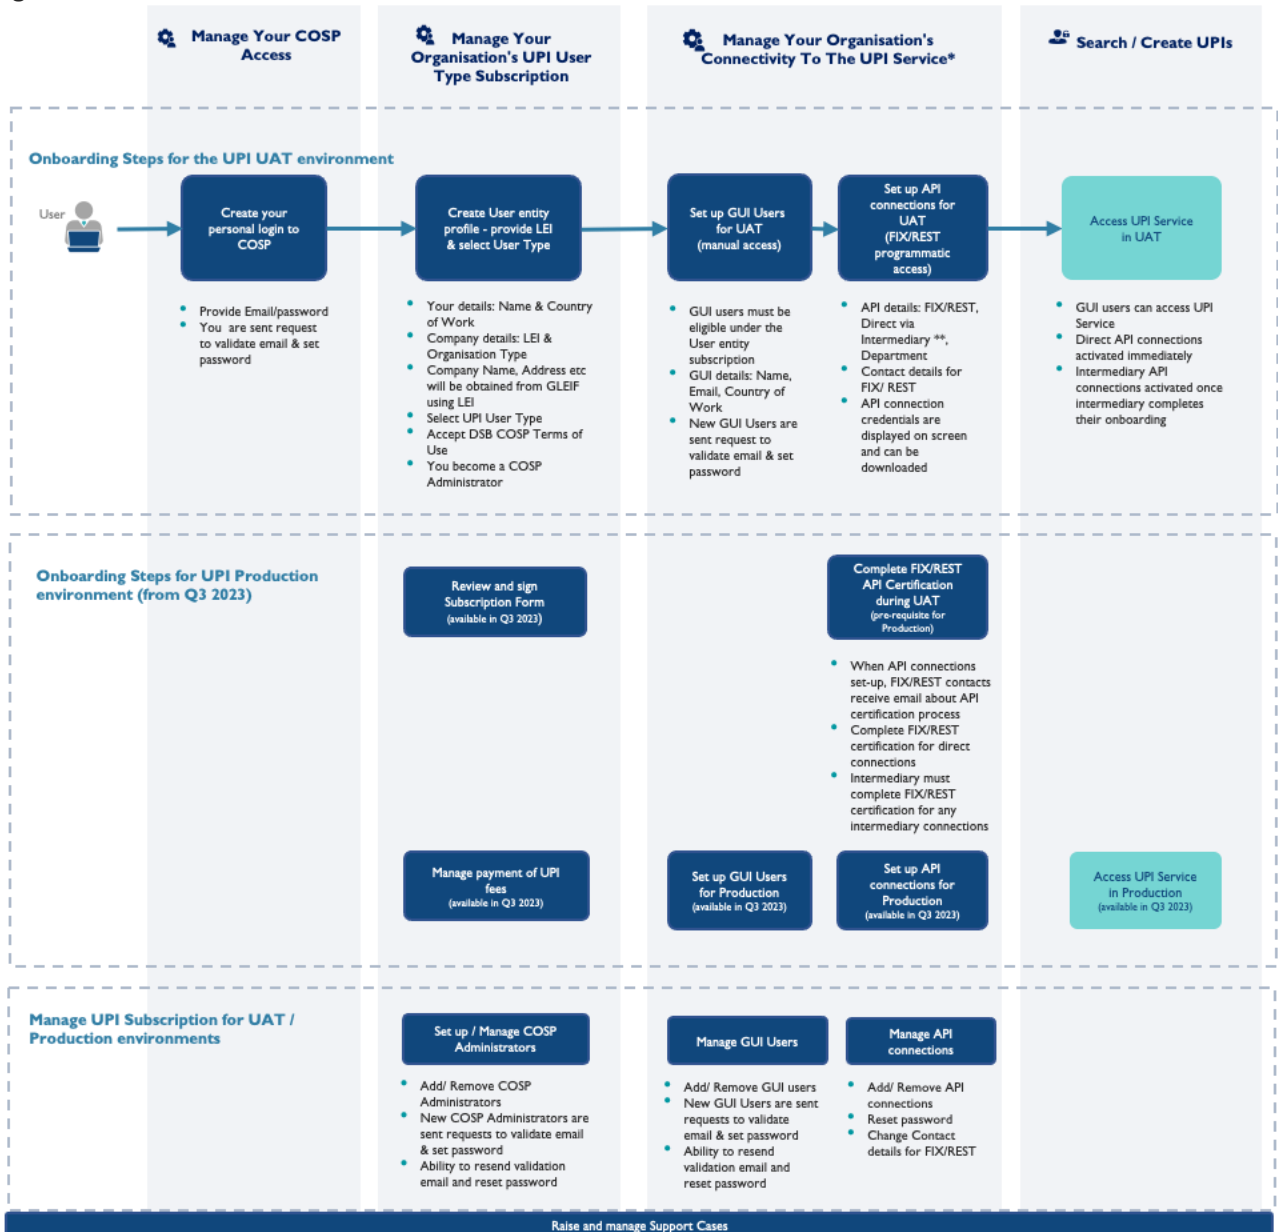 Manage Your COSP
Access
Manage Your
Organisation's UPI User
Type Subscription
Manage Your Organisation's
Connectivity To The UPI Service*
Search / Create UPIs
Onboarding Steps for the UPI UAT environment
User
Create your
personal login to
COSP
Create User entity
profile - provide LEI
& select User Type
Set up GUI Users
for UAT
(manual access)
Set up API
connections for
UAT
(FIX/REST
programmatic
access)
Access UPI Service
in UAT
• Provide Email/password
• You are sent request
to validate email & set
password
• Your details: Name & Country
of Work
• Company details: LEI &
Organisation Type
• Company Name, Address etc
will be obtained from GLEIF
using LEI
• Select UPI User Type
• Accept DSB COSP Terms of
Use
• You become a COSP
Administrator
• GUI users must be
eligible under the
User entity
subscription
• GUI details: Name,
Email, Country of
Work
• New GUI Users are
sent request to
validate email & set
password
• API details: FIX/REST,
Direct via
Intermediary **,
Department
• Contact details for
FIX/ REST
• API connection
credentials are
displayed on screen
and can be
downloaded
• GUI users can access UPI
Service
• Direct API connections
activated immediately
• Intermediary API
connections activated once
intermediary completes
their onboarding
Onboarding Steps for UPI Production
environment (from Q3 2023)
Review and sign
Subscription Form
(available in Q3 2023)
Complete FIX/REST
API Certification
during UAT
(pre-requisite for
Production)
• When API connections
set-up, FIX/REST contacts
receive email about API
certification process
• Complete FIX/REST
certification for direct
connections
• Intermediary must
complete FIX/REST
certification for any
intermediary connections
Manage payment of UPI
fees
(available in Q3 2023)
Set up GUI Users
for Production
(available in Q3 2023)
Set up API
connections for
Production
(available in Q3 2023)
Access UPI Service
in Production
(available in Q3 2023)
Manage UPI Subscription for UAT /
Production environments
Set up / Manage COSP
Administrators
Manage GUI Users
Manage API
connections
• Add/ Remove COSP
Administrators
• New COSP Administrators are
sent requests to validate email
& set password
• Ability to resend validation
email and reset password
• Add/ Remove GUI users
• New GUI Users are sent
requests to validate
email & set password
• Ability to resend
validation email and
reset password
• Add/ Remove API
connections
• Reset password
• Change Contact
details for FIX/REST
Raise and manage Support Cases